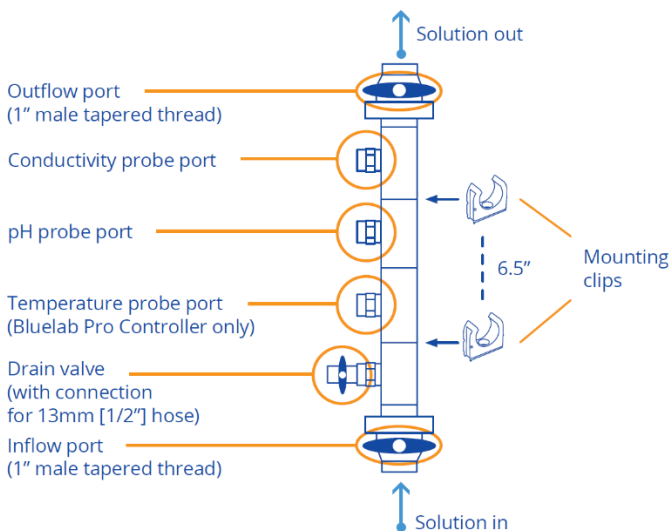 Solution out
Outflow port
(1” male tapered thread)
Conductivity probe port
pH probe port
6.5”
Mounting
clips
Temperature probe port
(Bluelab Pro Controller only)
Drain valve
(with connection
for 13mm [1/2”] hose)
Inflow port
(1” male tapered thread)
Solution in